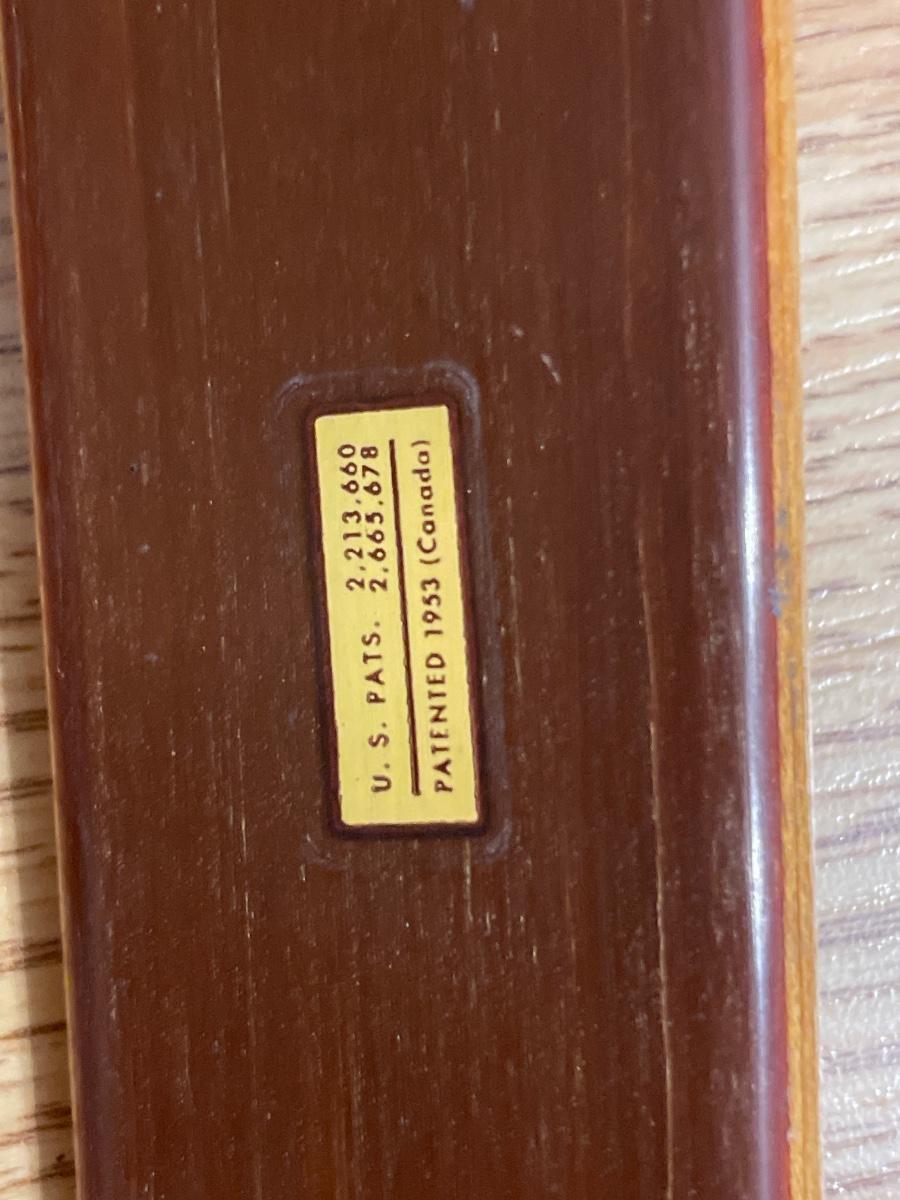 U. S. PATS. 2,213,660
2,665,678
PATENTED 1953 (Canada)